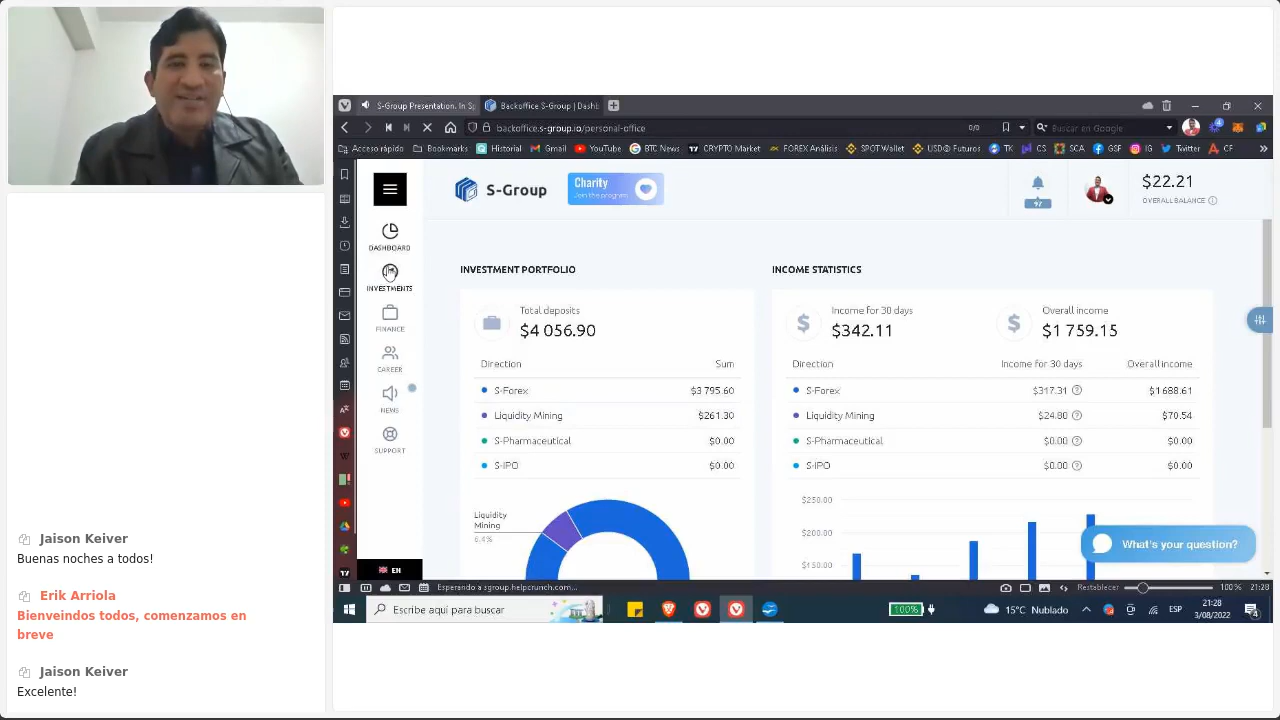 Jaison Keiver
Buenas noches a todos!
Erik Arriola
Bienveindos todos, comenzamos en
breve
Jaison Keiver
Excelente!
S-Group Presentation. In Sp
Backoffice S-Group | Dashb
backoffice.s-group.io/personal-office
0/0
Buscar en Google
Acceso rápido
Bookmarks
Historial
Gmail
YouTube
BTC News
CRYPTO Market
FOREX Análisis
SPOT Wallet
USD② Futuros
TK
CS
SCA
GSF
IG
Twitter
CF
S-Group
Charity
Join the program
47
$22.21
OVERALL BALANCE
DASHBOARD
INVESTMENTS
FINANCE
CAREER
NEWS
SUPPORT
EN
INVESTMENT PORTFOLIO
Total deposits
$4 056.90
Direction Sum
S-Forex $3 795.60
Liquidity Mining $261.30
S-Pharmaceutical $0.00
S-IPO $0.00
Liquidity
Mining
6.4%
INCOME STATISTICS
Income for 30 days
$342.11
Overall income
$1 759.15
Direction Income for 30 days Overall income
S-Forex $317.31 $1 688.61
Liquidity Mining $24.80 $70.54
S-Pharmaceutical $0.00 $0.00
S-IPO $0.00 $0.00
$250.00
$200.00
$150.00
What's your question?
Esperando a sgroup.helpcrunch.com...
Restablecer
100 %
21:28
Escribe aquí para buscar
100%
15°C Nublado
ESP
21:28
3/08/2022
4